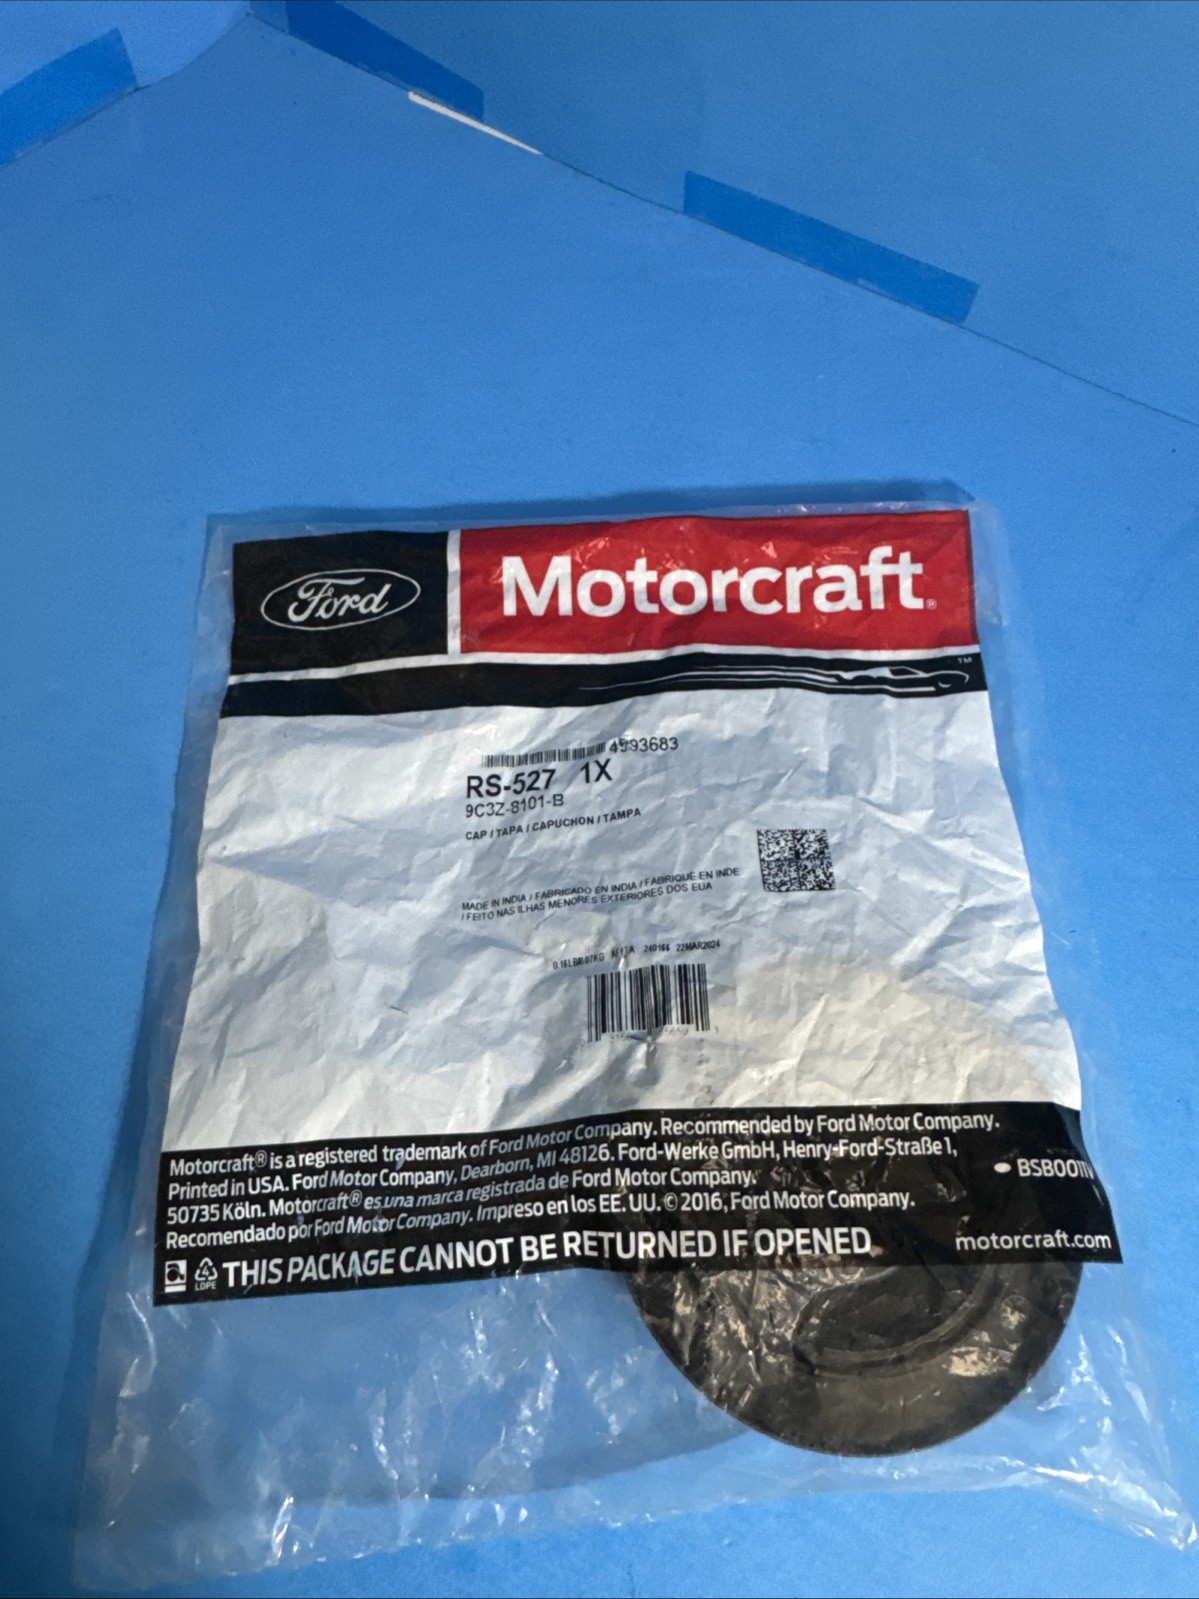 Ford
Motorcraft®
™
4593683
RS-527 1X
9C3Z-8101-B
CAP / TAPA / CAPUCHON / TAMPA
MADE IN INDIA / FABRICADO EN INDIA / FABRIQUE EN INDE
/ FEITO NAS ILHAS MENORES EXTERIORES DOS EUA
240166 22MAR2024
Motorcraft® is a registered trademark of Ford Motor Company. Recommended by Ford Motor Company.
Printed in USA. Ford Motor Company, Dearborn, MI 48126. Ford-Werke GmbH, Henry-Ford-Straße 1,
50735 Köln. Motorcraft® es una marca registrada de Ford Motor Company.
Recomendado por Ford Motor Company. Impreso en los EE. UU. © 2016, Ford Motor Company.
BSB0011V
4
LDPE
THIS PACKAGE CANNOT BE RETURNED IF OPENED
motorcraft.com